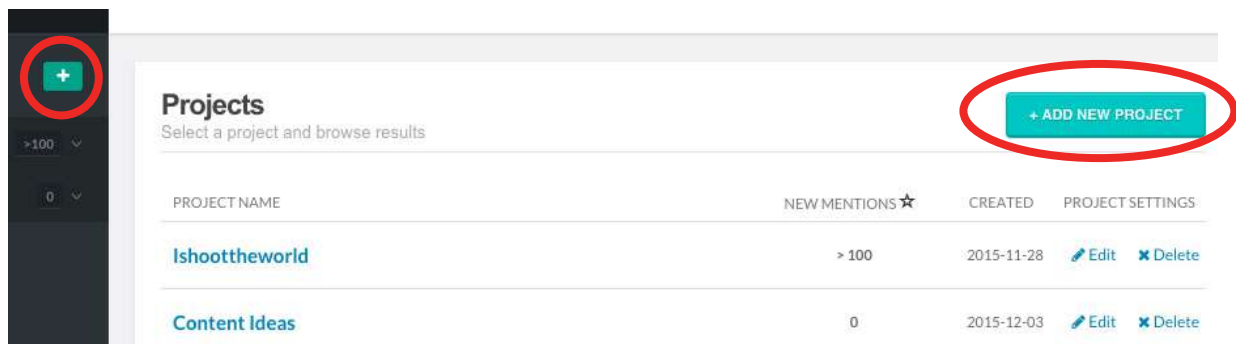 +
>100
0
Projects
Select a project and browse results
+ ADD NEW PROJECT
PROJECT NAME
NEW MENTIONS
CREATED
PROJECT SETTINGS
Ishoottheworld
> 100
2015-11-28
Edit
Delete
Content Ideas
0
2015-12-03
Edit
Delete